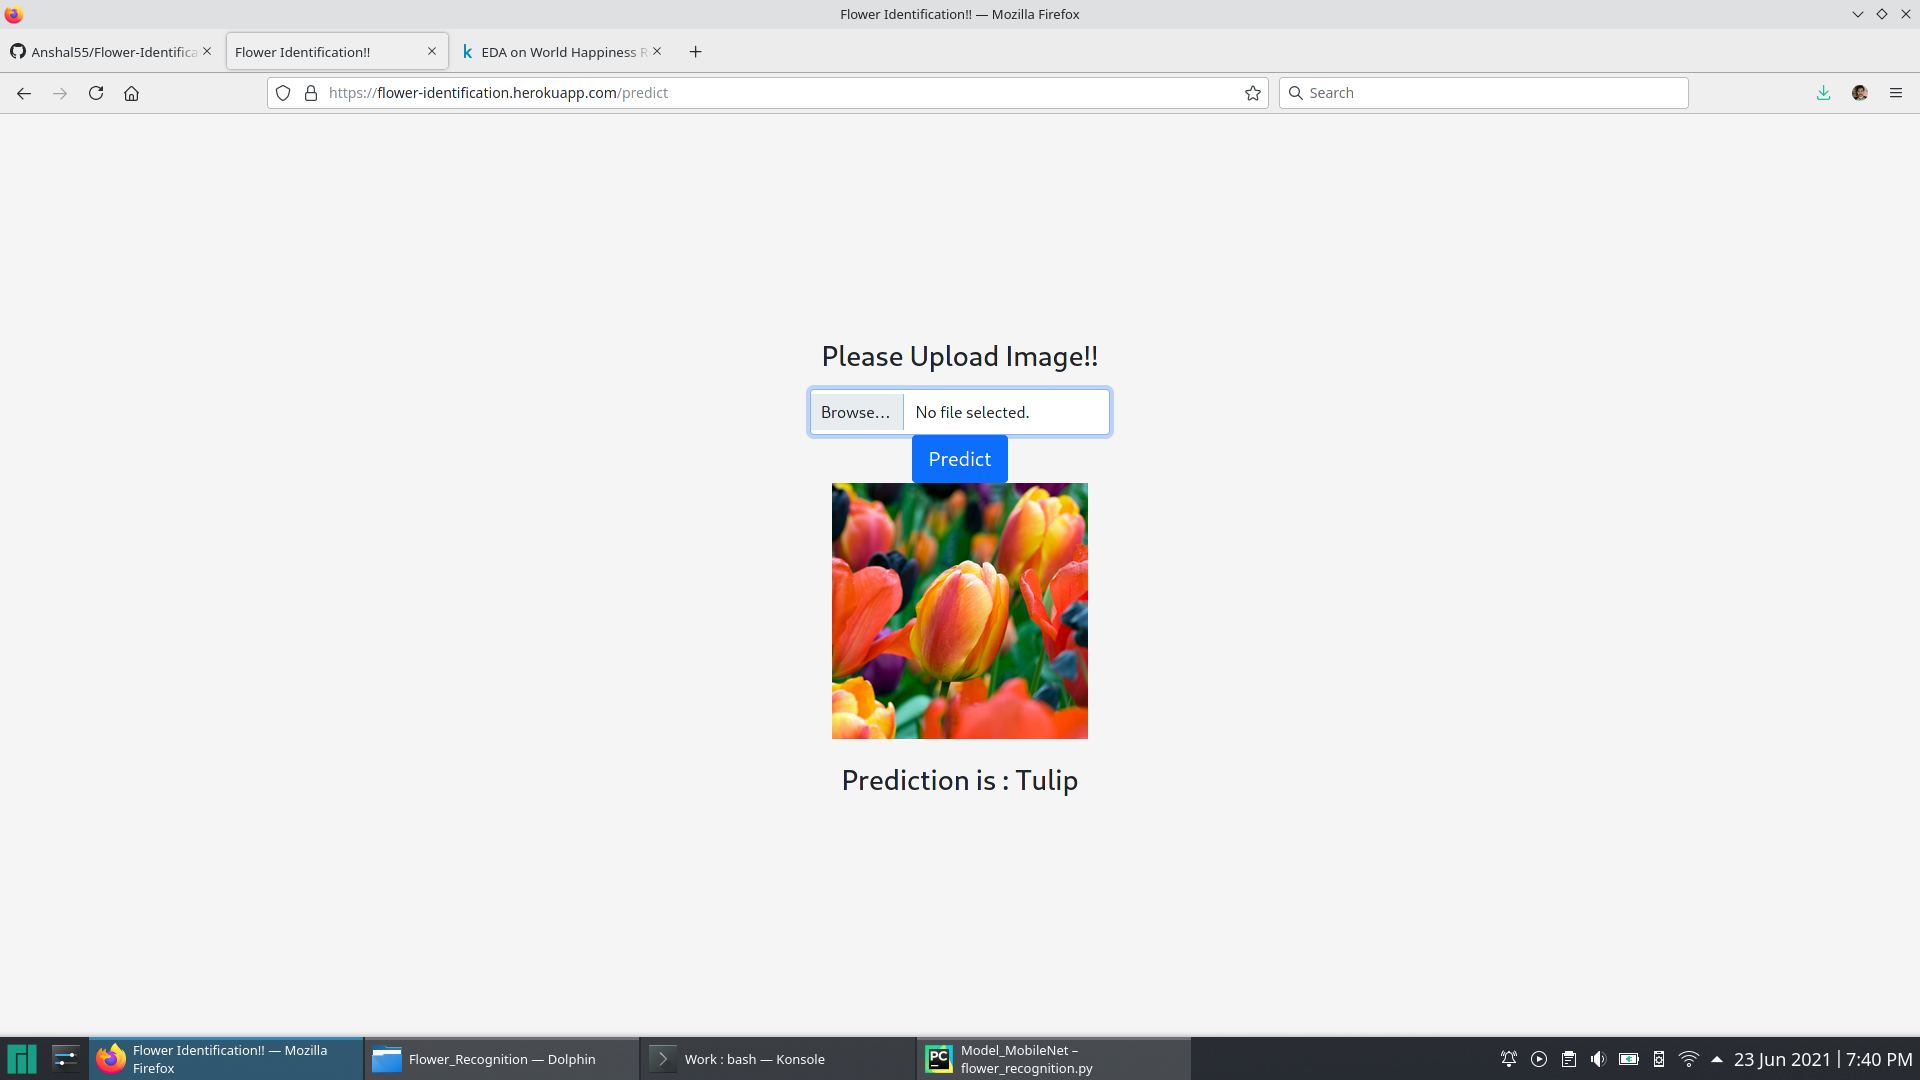 Flower Identification!! — Mozilla Firefox
Anshal55/Flower-Identifica
Flower Identification!!
EDA on World Happiness R
https://flower-identification.herokuapp.com/predict
Search
Please Upload Image!!
Browse… No file selected.
Predict
Prediction is : Tulip
Flower Identification!! — Mozilla
Firefox
Flower_Recognition — Dolphin
Work : bash — Konsole
PC
Model_MobileNet –
flower_recognition.py
23 Jun 2021 | 7:40 PM